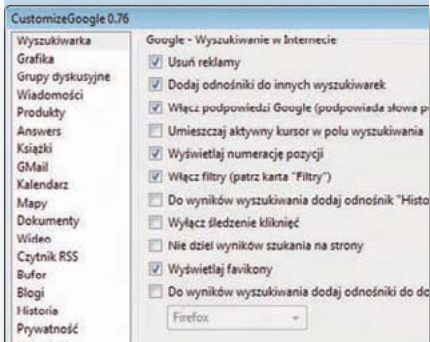 CustomizeGoogle 0.76
Wyszukiwarka
Grafika
Grupy dyskusyjne
Wiadomości
Produkty
Answers
Książki
GMail
Kalendarz
Mapy
Dokumenty
Wideo
Czytnik RSS
Bufor
Blogi
Historia
Prywatność
Google - Wyszukiwanie w Internecie
Usuń reklamy
Dodaj odnośniki do innych wyszukiwarek
Włącz podpowiedzi Google (podpowiada słowa
Umieszczaj aktywny kursor w polu wyszukiwania
Wyświetlaj numerację pozycji
Włącz filtry (patrz karta "Filtry")
Do wyników wyszukiwania dodaj odnośnik "Histo
Wyłącz śledzenie kliknięć
Nie dziel wyników szukania na strony
Wyświetlaj favikony
Do wyników wyszukiwania dodaj odnośniki do do
Firefox